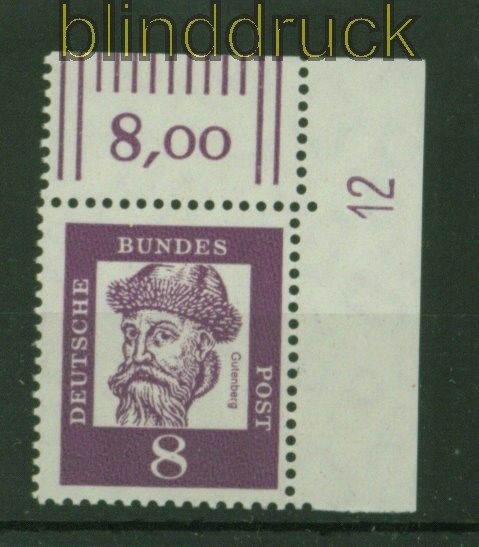 blinddruck
8,00
12
BUNDES
DEUTSCHE
POST
Gutenberg
8